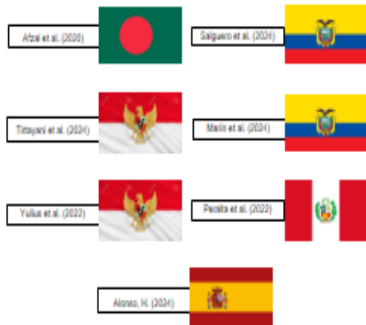 Afzal et al. (2020)
Salguero et al. (2024)
Tirtayani et al. (2024)
Marin et al. (2024)
Yulius et al. (2022)
Peralta et al. (2022)
Alonso, H. (2024)